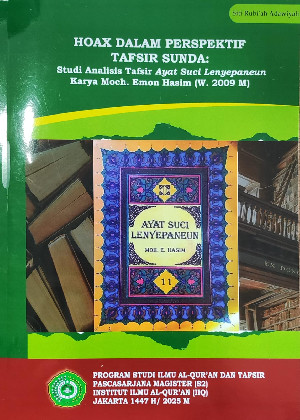 Siti Rubi'ah Adawiyah
HOAX DALAM PERSPEKTIF
TAFSIR SUNDA:
Studi Analisis Tafsir Ayat Suci Lenyepaneun
Karya Moch. Emon Hasim (W. 2009 M)
AYAT SUCI
LENYEPANEUN
MOH. E. HASIM
11
PROGRAM STUDI ILMU AL-QUR'AN DAN TAFSIR
PASCASARJANA MAGISTER (S2)
INSTITUT ILMU AL-QUR'AN (IIQ)
JAKARTA 1447 H/ 2025 M